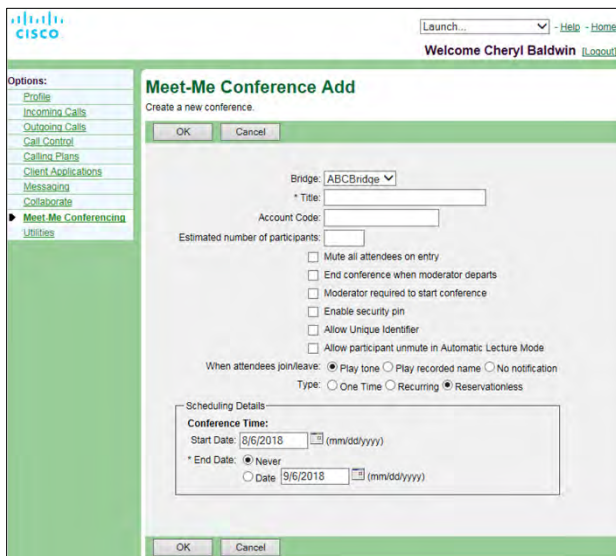 CISCO
Launch... - Help - Home
Welcome Cheryl Baldwin [Logout]
Options:
Profile
Incoming Calls
Outgoing Calls
Call Control
Calling Plans
Client Applications
Messaging
Collaborate
Meet-Me Conferencing
Utilities
Meet-Me Conference Add
Create a new conference.
OK Cancel
Bridge: ABCBridge
* Title:
Account Code:
Estimated number of participants:
Mute all attendees on entry
End conference when moderator departs
Moderator required to start conference
Enable security pin
Allow Unique Identifier
Allow participant unmute in Automatic Lecture Mode
When attendees join/leave: Play tone Play recorded name No notification
Type: One Time Recurring Reservationless
Scheduling Details
Conference Time:
Start Date: 8/6/2018 (mm/dd/yyyy)
* End Date: Never
Date 9/6/2018 (mm/dd/yyyy)
OK Cancel